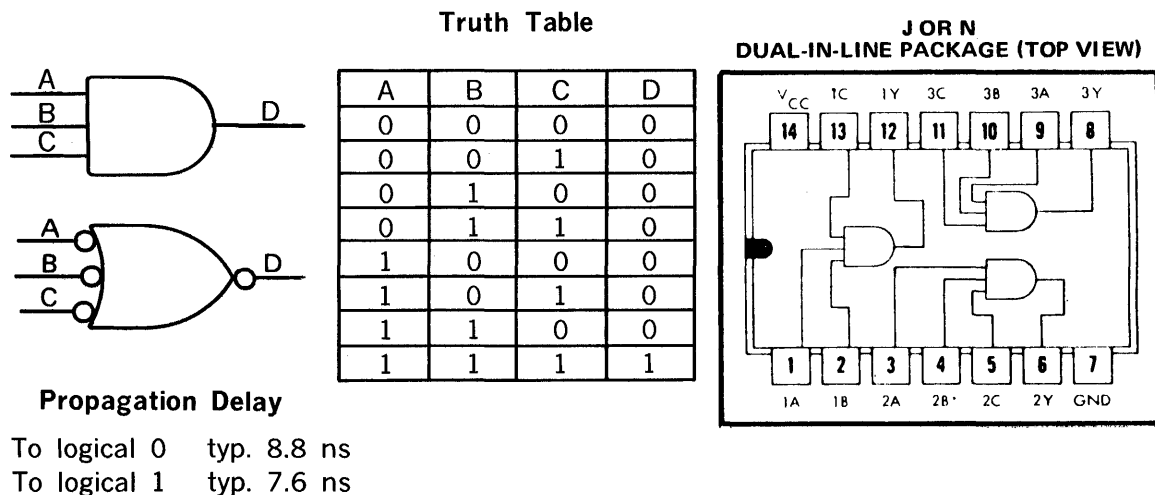 A
B
C
D
A
B
C
D
Propagation Delay
To logical 0 typ. 8.8 ns
To logical 1 typ. 7.6 ns
Truth Table
A B C D
0 0 0 0
0 0 1 0
0 1 0 0
0 1 1 0
1 0 0 0
1 0 1 0
1 1 0 0
1 1 1 1
J OR N
DUAL-IN-LINE PACKAGE (TOP VIEW)
VCC 1C 1Y 3C 3B 3A 3Y
14 13 12 11 10 9 8
1 2 3 4 5 6 7
1A 1B 2A 2B 2C 2Y GND